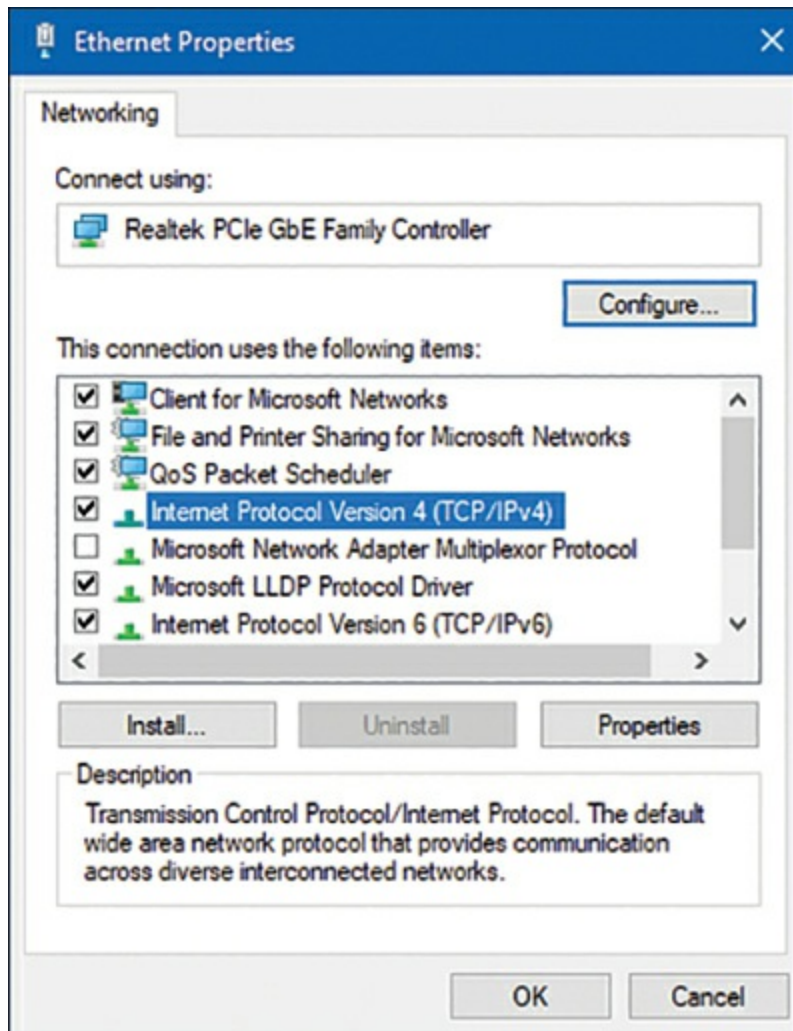 Ethernet Properties
Networking
Connect using:
Realtek PCIe GbE Family Controller
Configure...
This connection uses the following items:
Client for Microsoft Networks
File and Printer Sharing for Microsoft Networks
QoS Packet Scheduler
Internet Protocol Version 4 (TCP/IPv4)
Microsoft Network Adapter Multiplexor Protocol
Microsoft LLDP Protocol Driver
Internet Protocol Version 6 (TCP/IPv6)
Install...
Uninstall
Properties
Description
Transmission Control Protocol/Internet Protocol. The default
wide area network protocol that provides communication
across diverse interconnected networks.
OK
Cancel